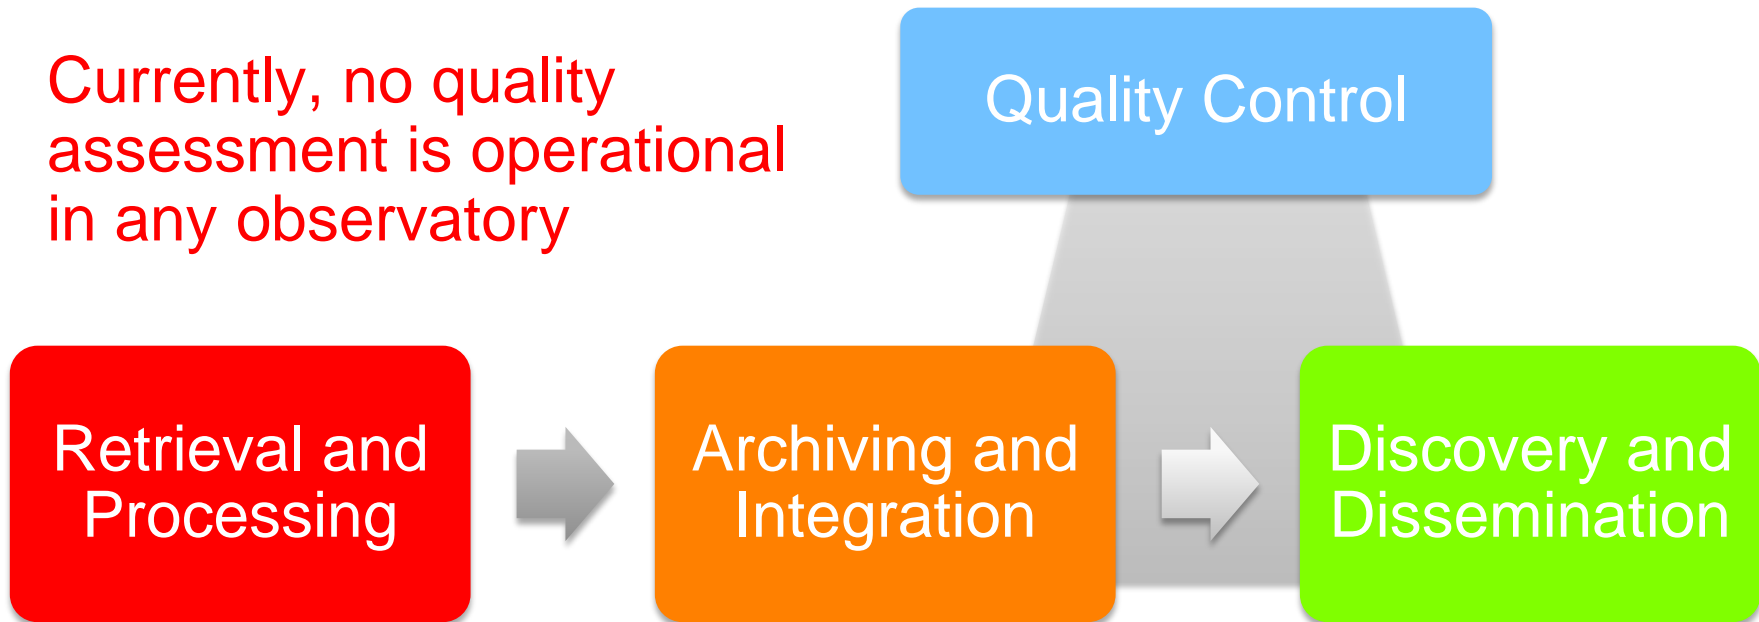 Currently, no quality
assessment is operational
in any observatory
Quality Control
Retrieval and
Processing
Archiving and
Integration
Discovery and
Dissemination